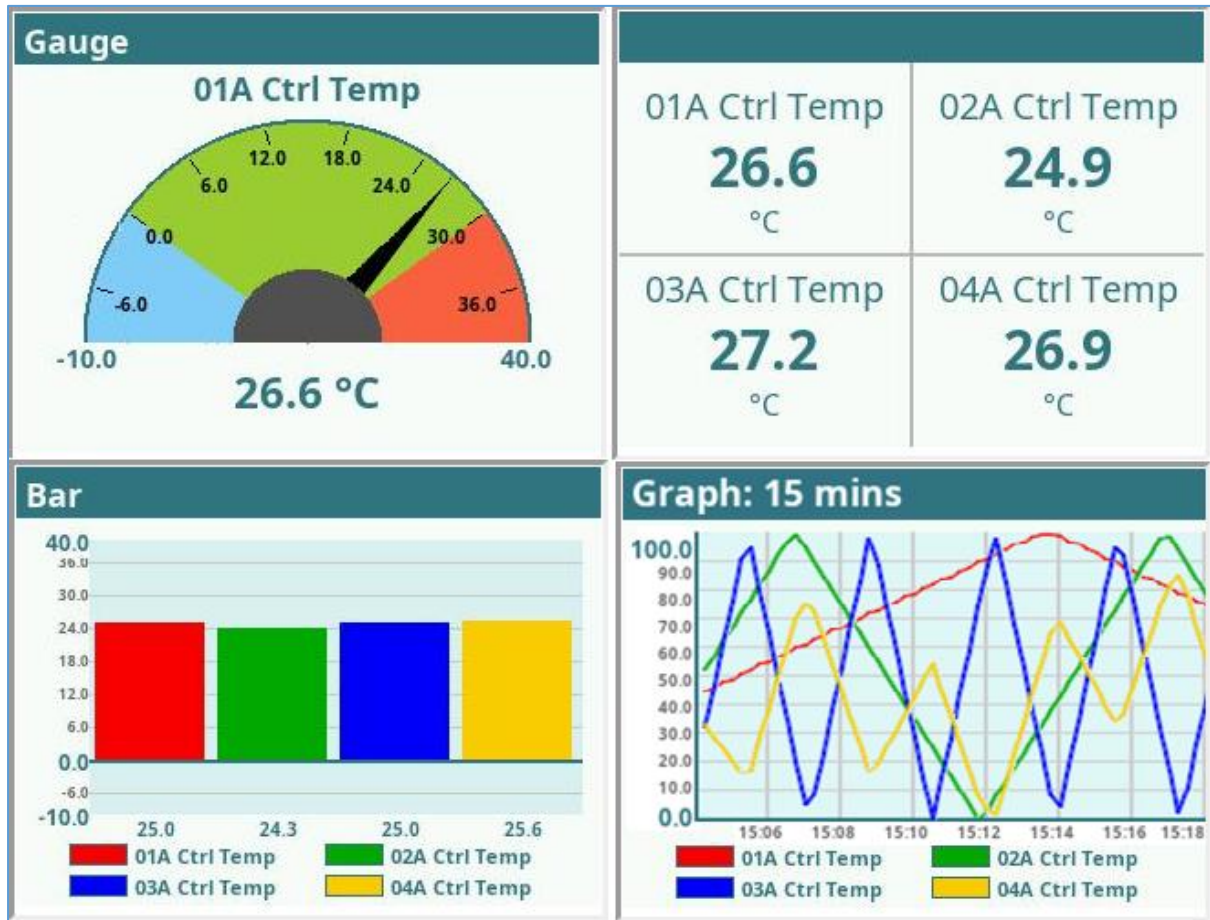 Gauge
01A Ctrl Temp
12.0 18.0
6.0 24.0
0.0 30.0
-6.0 36.0
-10.0 40.0
26.6 °C
01A Ctrl Temp 02A Ctrl Temp
26.6 24.9
°C °C
03A Ctrl Temp 04A Ctrl Temp
27.2 26.9
°C °C
Bar
40.0
36.0
30.0
24.0
18.0
12.0
6.0
0.0
-6.0
-10.0
25.0 24.3 25.0 25.6
01A Ctrl Temp 02A Ctrl Temp
03A Ctrl Temp 04A Ctrl Temp
Graph: 15 mins
100.0
90.0
80.0
70.0
60.0
50.0
40.0
30.0
20.0
10.0
0.0
15:06 15:08 15:10 15:12 15:14 15:16 15:18
01A Ctrl Temp 02A Ctrl Temp
03A Ctrl Temp 04A Ctrl Temp